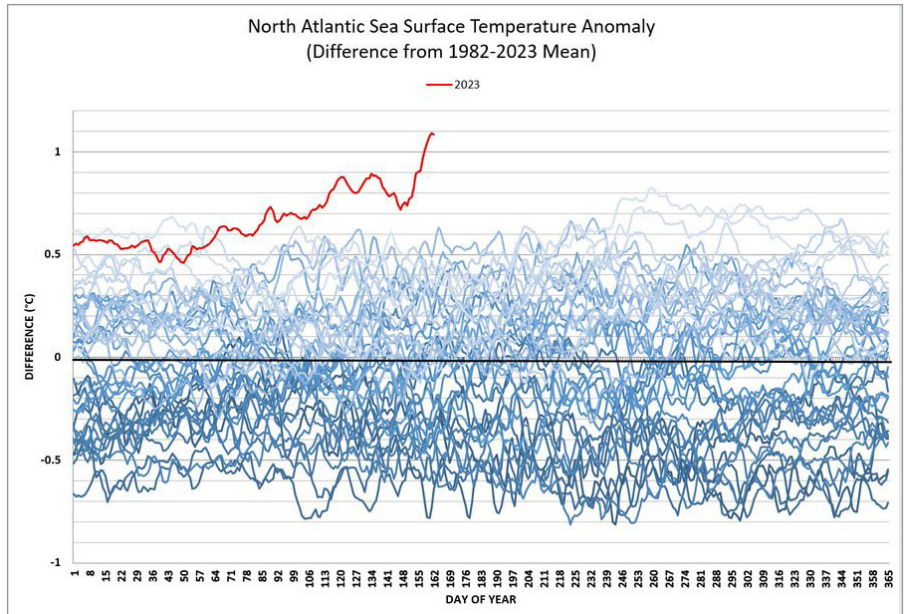 North Atlantic Sea Surface Temperature Anomaly
(Difference from 1982-2023 Mean)
2023
DIFFERENCE (°C)
1
0.5
0
-0.5
-1
1 8 15 22 29 36 43 50 57 64 71 78 85 92 99 106 113 120 127 134 141 148 155 162 169 176 183 190 197 204 211 218 225 232 239 246 253 260 267 274 281 288 295 302 309 316 323 330 337 344 351 358 365
DAY OF YEAR